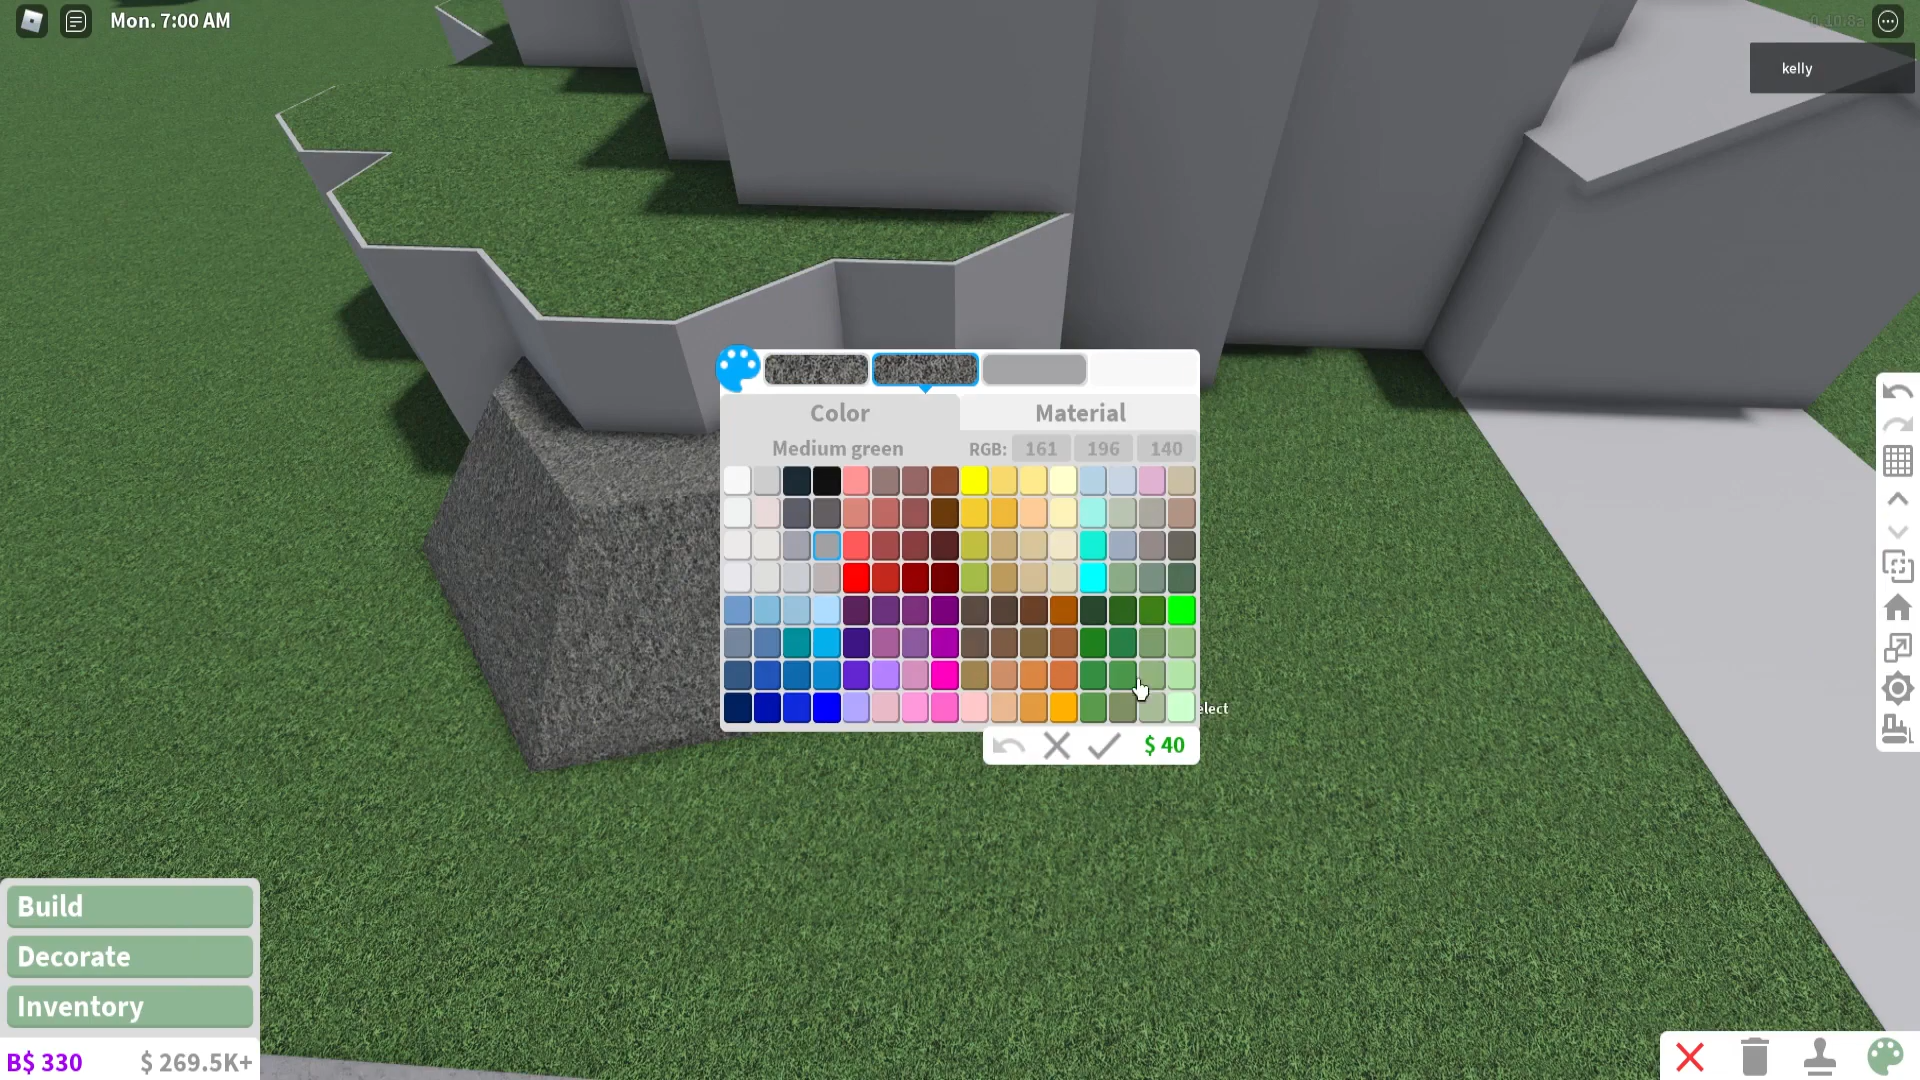 Mon. 7:00 AM
kelly
Color
Material
Medium green
RGB: 161 196 140
elect
$ 40
Build
Decorate
Inventory
B$ 330
$ 269.5K+